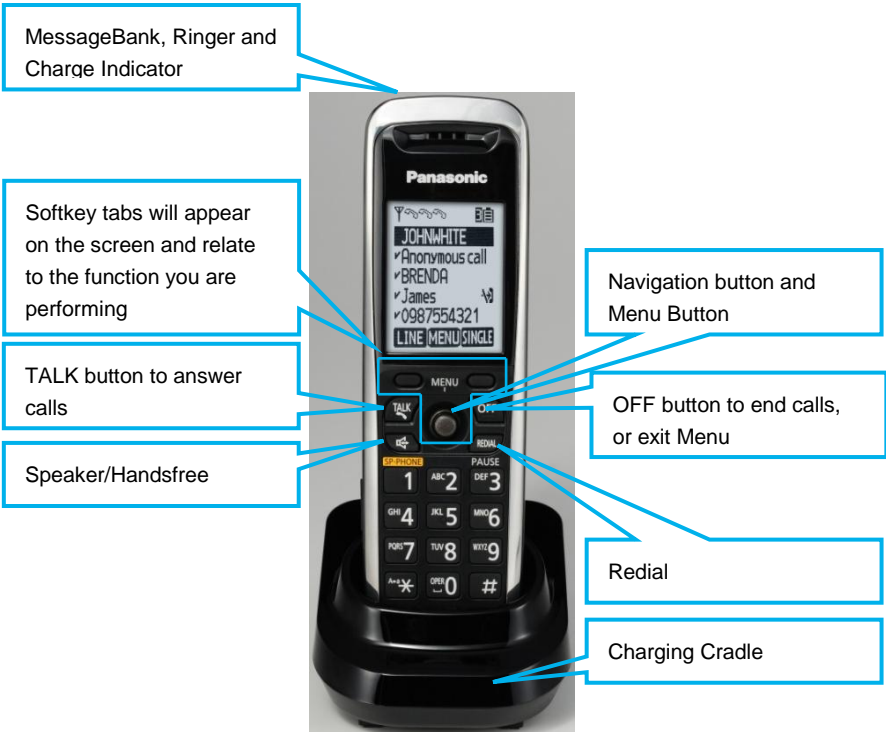 MessageBank, Ringer and
Charge Indicator
Softkey tabs will appear
on the screen and relate
to the function you are
performing
TALK button to answer
calls
Speaker/Handsfree
Panasonic
3
JOHNWHITE
Anonymous call
BRENDA
James
0987554321
LINE MENU SINGLE
MENU
TALK OFF
REDIAL
SP-PHONE PAUSE
1 ABC 2 DEF 3
GHI 4 JKL 5 MNO 6
PQRS 7 TUV 8 WXYZ 9
A→a * OPER 0 #
Navigation button and
Menu Button
OFF button to end calls,
or exit Menu
Redial
Charging Cradle